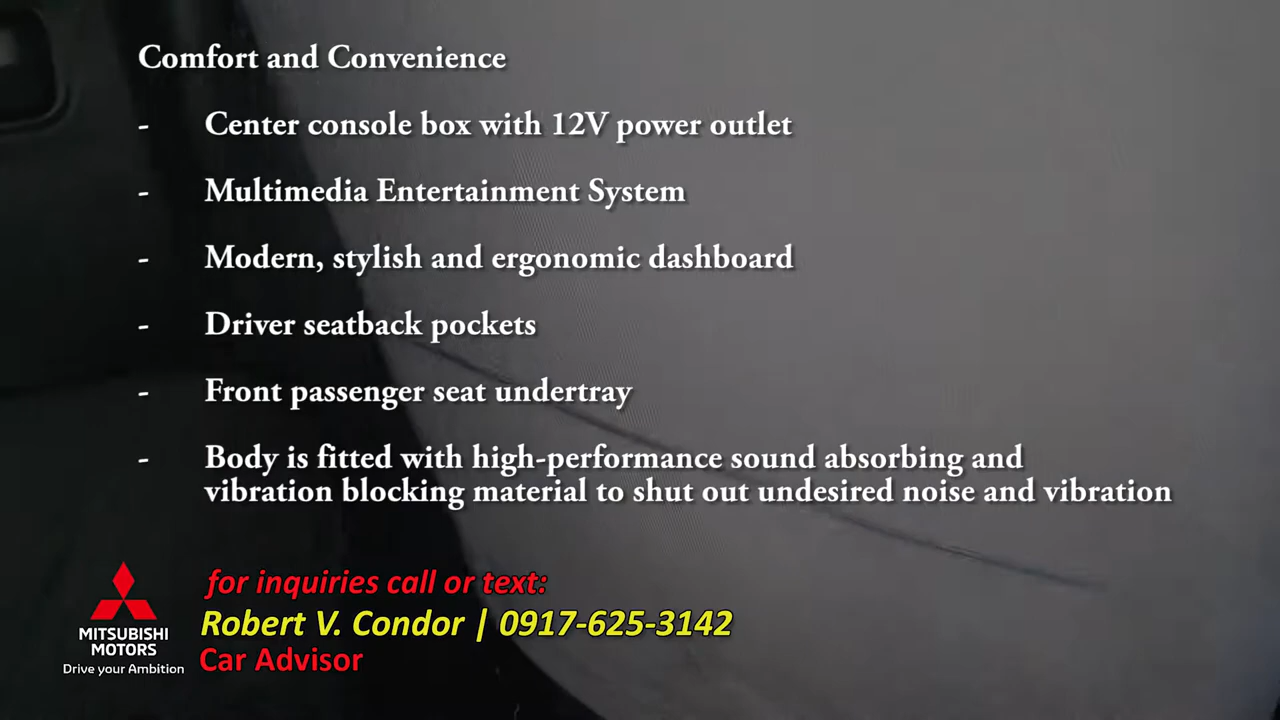 Comfort and Convenience
- Center console box with 12V power outlet
- Multimedia Entertainment System
- Modern, stylish and ergonomic dashboard
- Driver seatback pockets
- Front passenger seat undertray
- Body is fitted with high-performance sound absorbing and
vibration blocking material to shut out undesired noise and vibration
for inquiries call or text:
Robert V. Condor | 0917-625-3142
Car Advisor
MITSUBISHI
MOTORS
Drive your Ambition